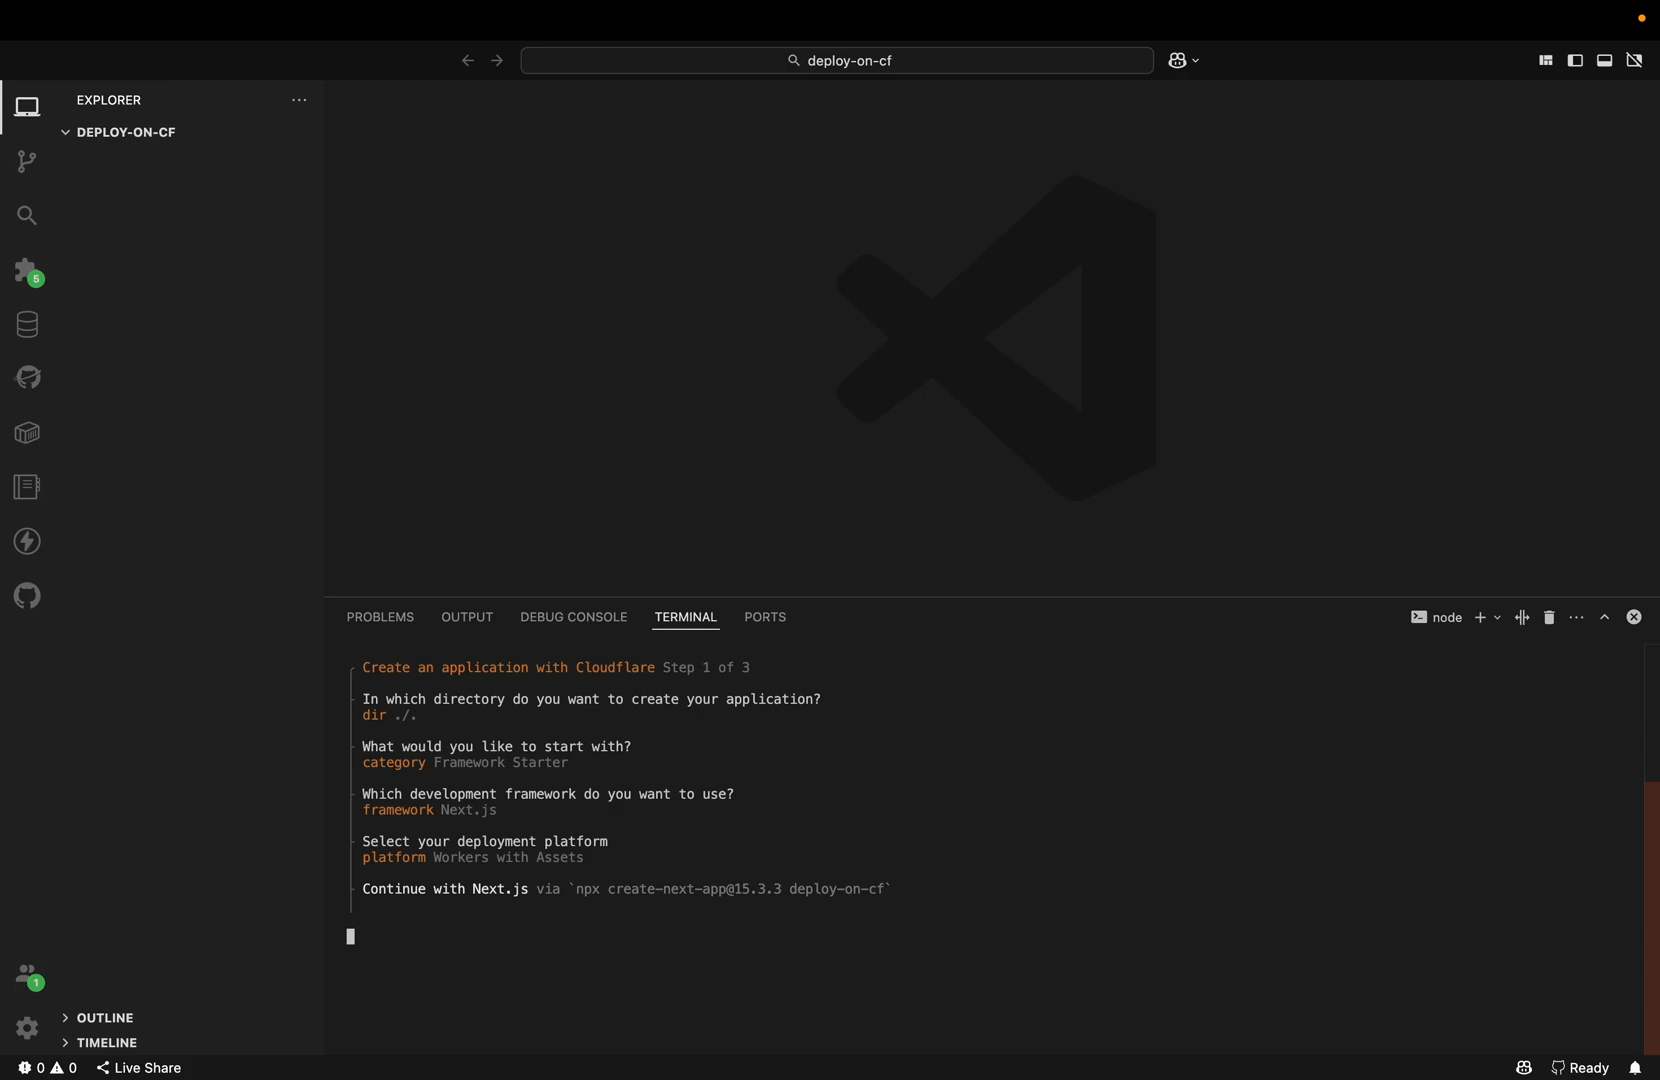 deploy-on-cf
EXPLORER
DEPLOY-ON-CF
5
PROBLEMS OUTPUT DEBUG CONSOLE TERMINAL PORTS
node
Create an application with Cloudflare Step 1 of 3
In which directory do you want to create your application?
dir ./.
What would you like to start with?
category Framework Starter
Which development framework do you want to use?
framework Next.js
Select your deployment platform
platform Workers with Assets
Continue with Next.js via `npx create-next-app@15.3.3 deploy-on-cf`
1
OUTLINE
TIMELINE
0 0 Live Share
Ready